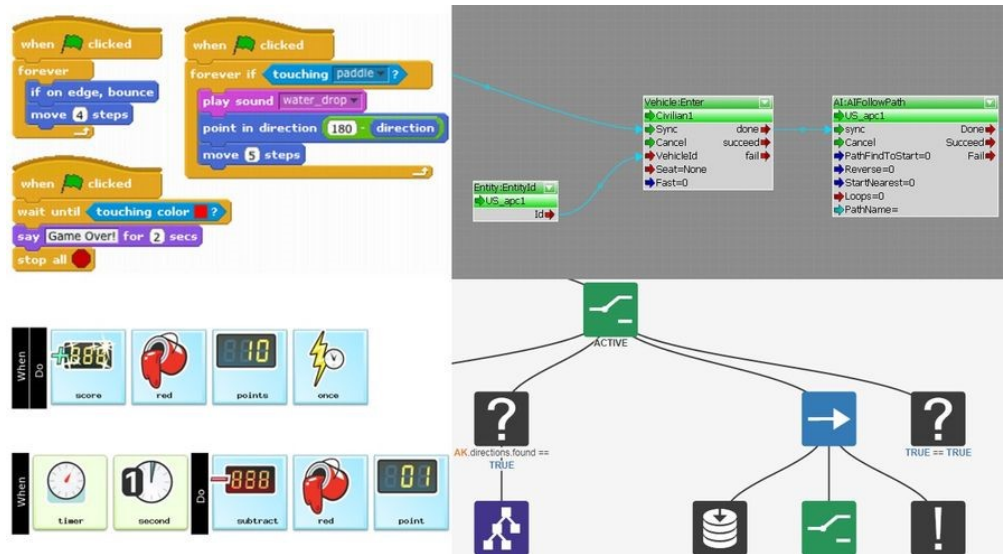 when clicked
forever
if on edge, bounce
move 4 steps
when clicked
forever if touching paddle ?
play sound water_drop
point in direction 180 - direction
move 5 steps
when clicked
wait until touching color ?
say Game Over! for 2 secs
stop all
Vehicle:Enter
Civilian1
Sync done
Cancel succeed
VehicleId fail
Seat=None
Fast=0
AI:AIFollowPath
US_apc1
sync Done
Cancel Succeed
PathFindToStart=0 Fail
Reverse=0
StartNearest=0
Loops=0
PathName=
Entity:EntityId
US_apc1
Id
When Do
+888 10
score red points once
When Do
1 -888 01
timer second subtract red point
ACTIVE
?
AK.directions.found ==
TRUE
?
TRUE == TRUE
!